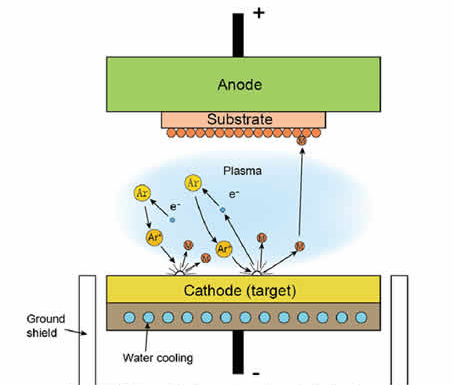 +
Anode
Substrate
M
Plasma
Ar
Ar
e⁻
e⁻
Ar⁺
M
M
Ar⁺
M
M
Cathode (target)
Ground
shield
Water cooling
-